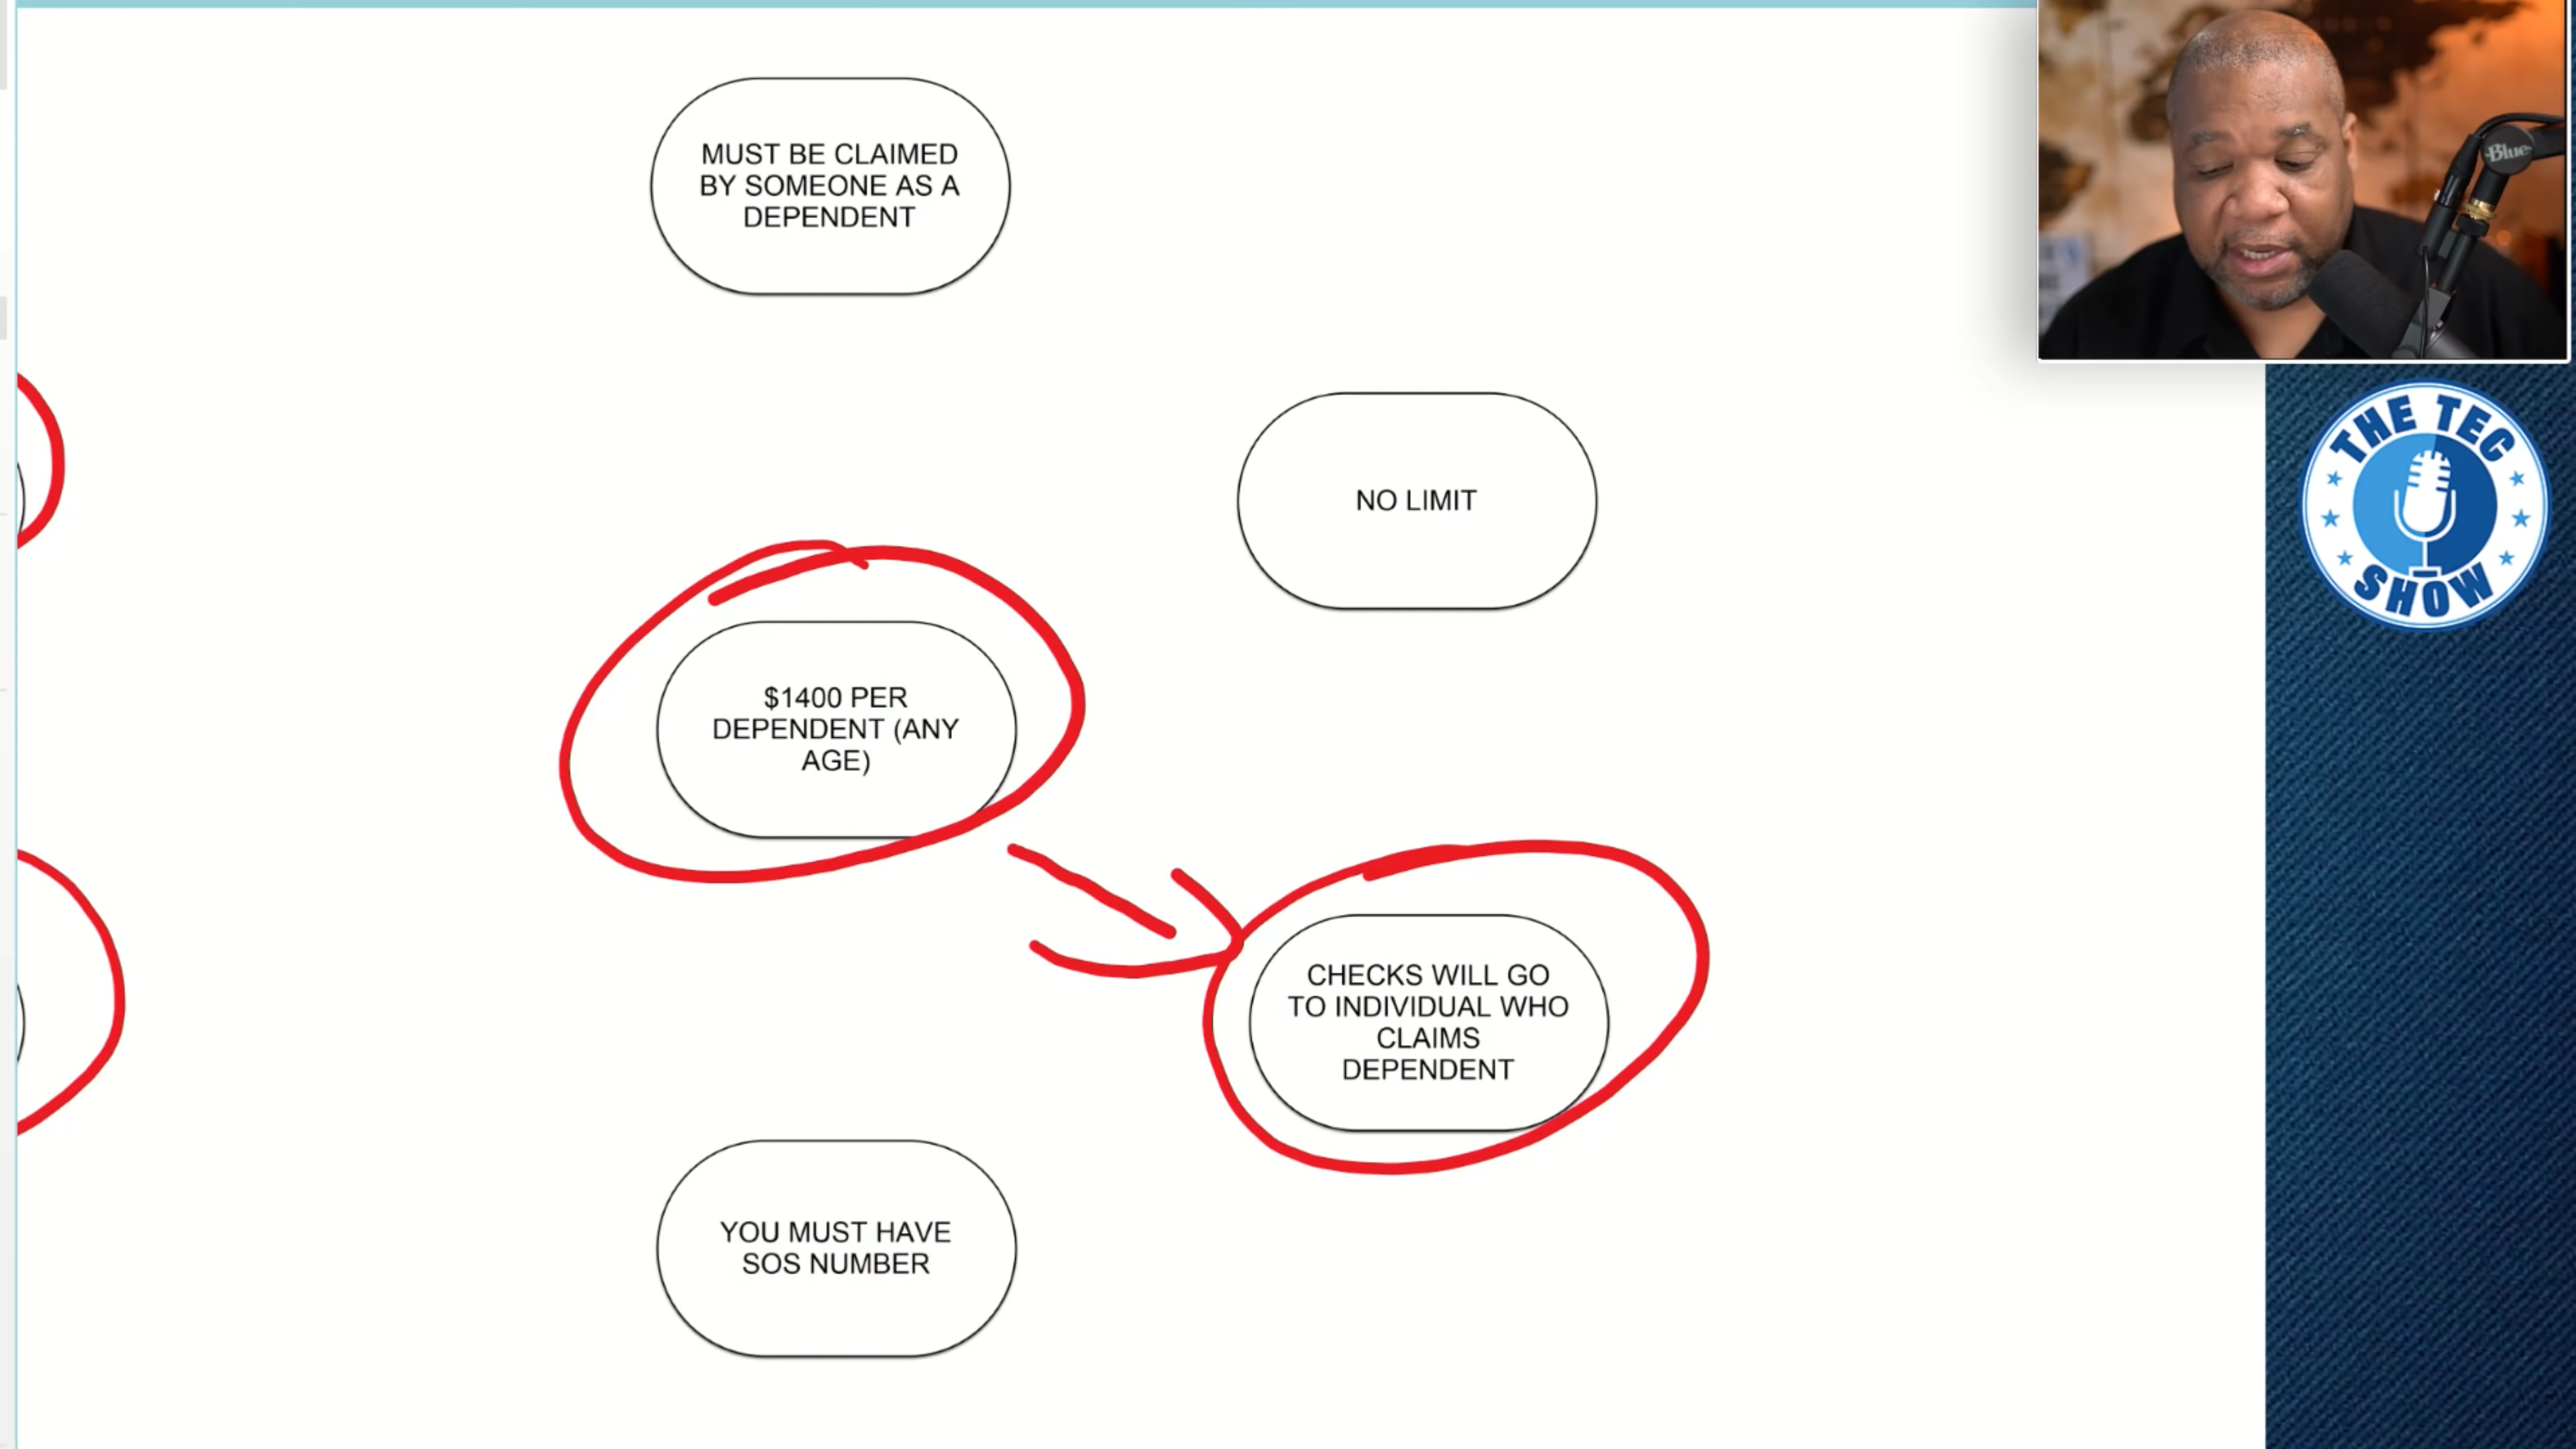 MUST BE CLAIMED
BY SOMEONE AS A
DEPENDENT
Blue
NO LIMIT
THE TEC
SHOW
$1400 PER
DEPENDENT (ANY
AGE)
CHECKS WILL GO
TO INDIVIDUAL WHO
CLAIMS
DEPENDENT
YOU MUST HAVE
SOS NUMBER